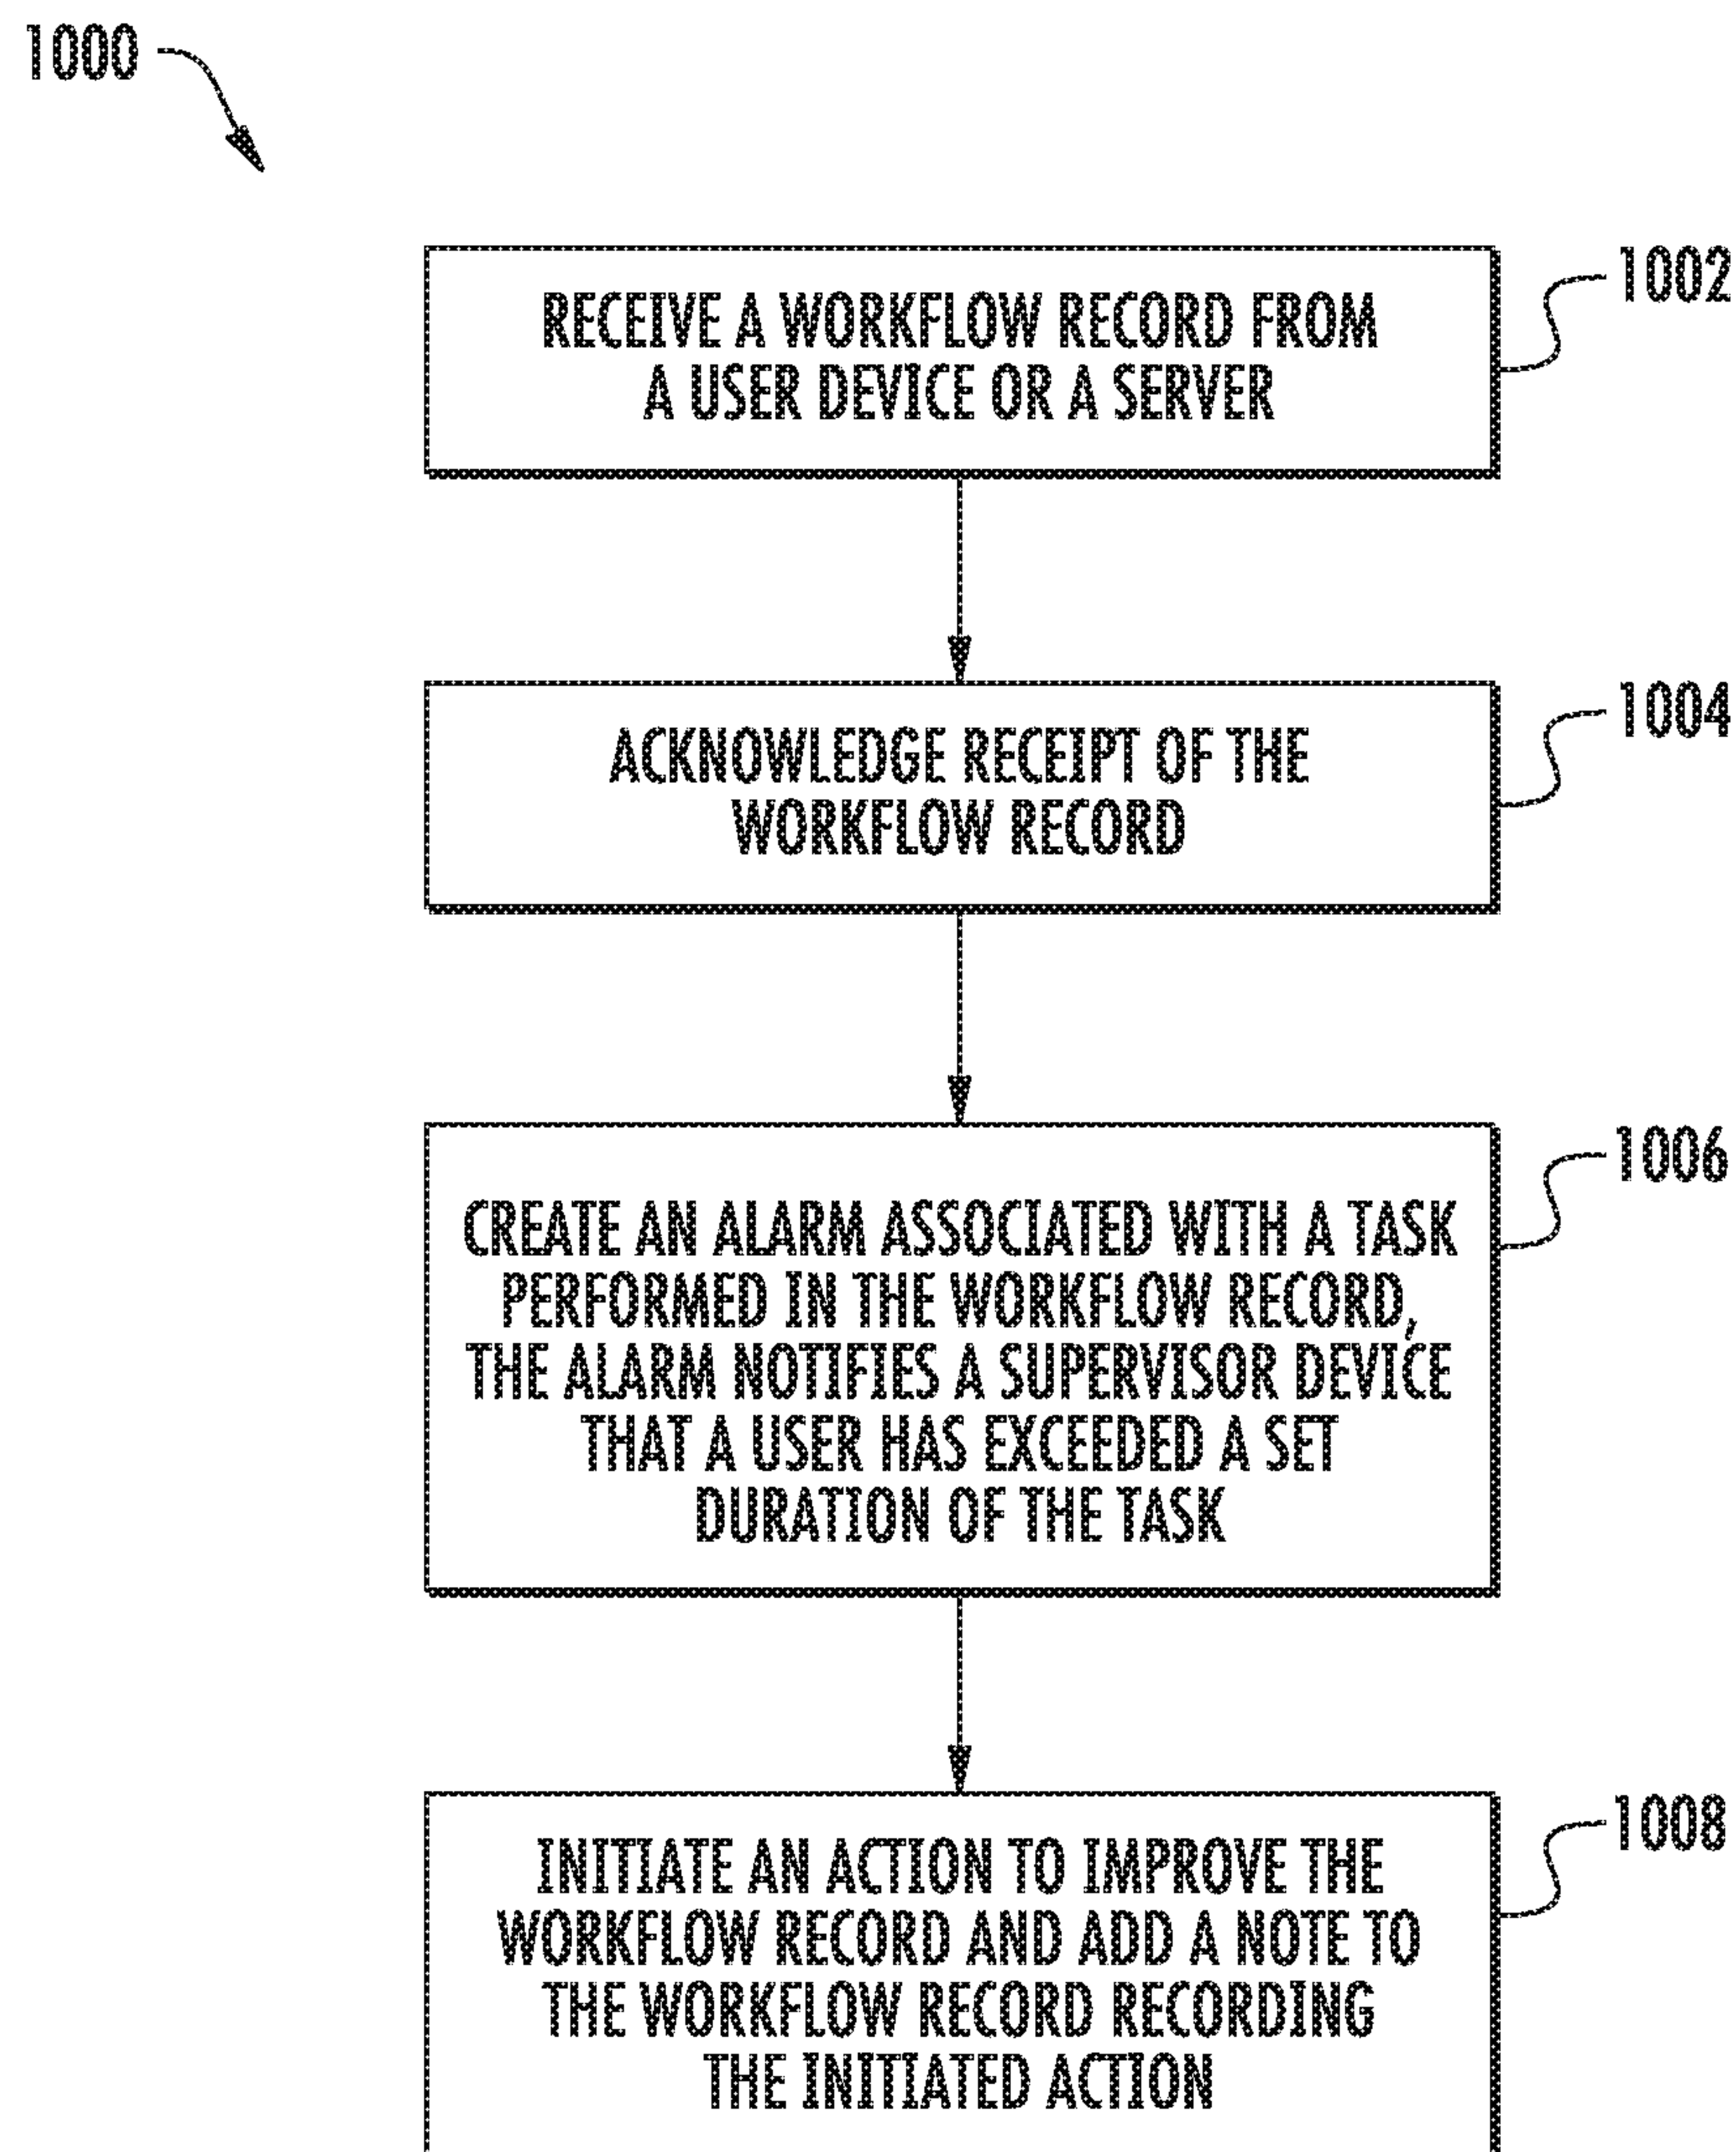 1000
RECEIVE A WORKFLOW RECORD FROM
A USER DEVICE OR A SERVER
1002
ACKNOWLEDGE RECEIPT OF THE
WORKFLOW RECORD
1004
CREATE AN ALARM ASSOCIATED WITH A TASK
PERFORMED IN THE WORKFLOW RECORD,
THE ALARM NOTIFIES A SUPERVISOR DEVICE
THAT A USER HAS EXCEEDED A SET
DURATION OF THE TASK
1006
INITIATE AN ACTION TO IMPROVE THE
WORKFLOW RECORD AND ADD A NOTE TO
THE WORKFLOW RECORD RECORDING
THE INITIATED ACTION
1008